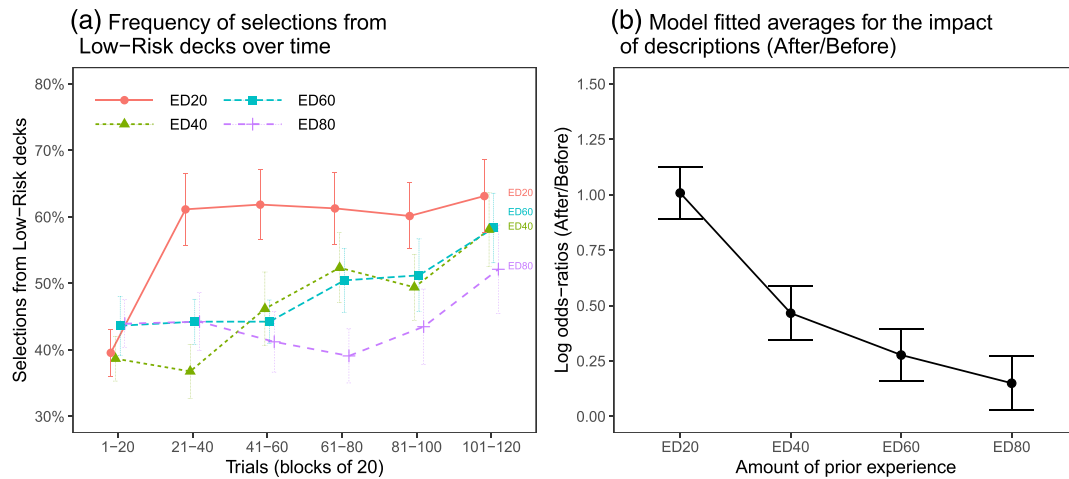 (a) Frequency of selections from
Low−Risk decks over time
80%
70%
60%
50%
40%
30%
Selections from Low−Risk decks
ED20
ED40
ED60
ED80
ED20
ED60
ED40
ED80
1−20
21−40
41−60
61−80
81−100
101−120
Trials (blocks of 20)
(b) Model fitted averages for the impact
of descriptions (After/Before)
1.50
1.25
1.00
0.75
0.50
0.25
0.00
Log odds−ratios (After/Before)
ED20
ED40
ED60
ED80
Amount of prior experience